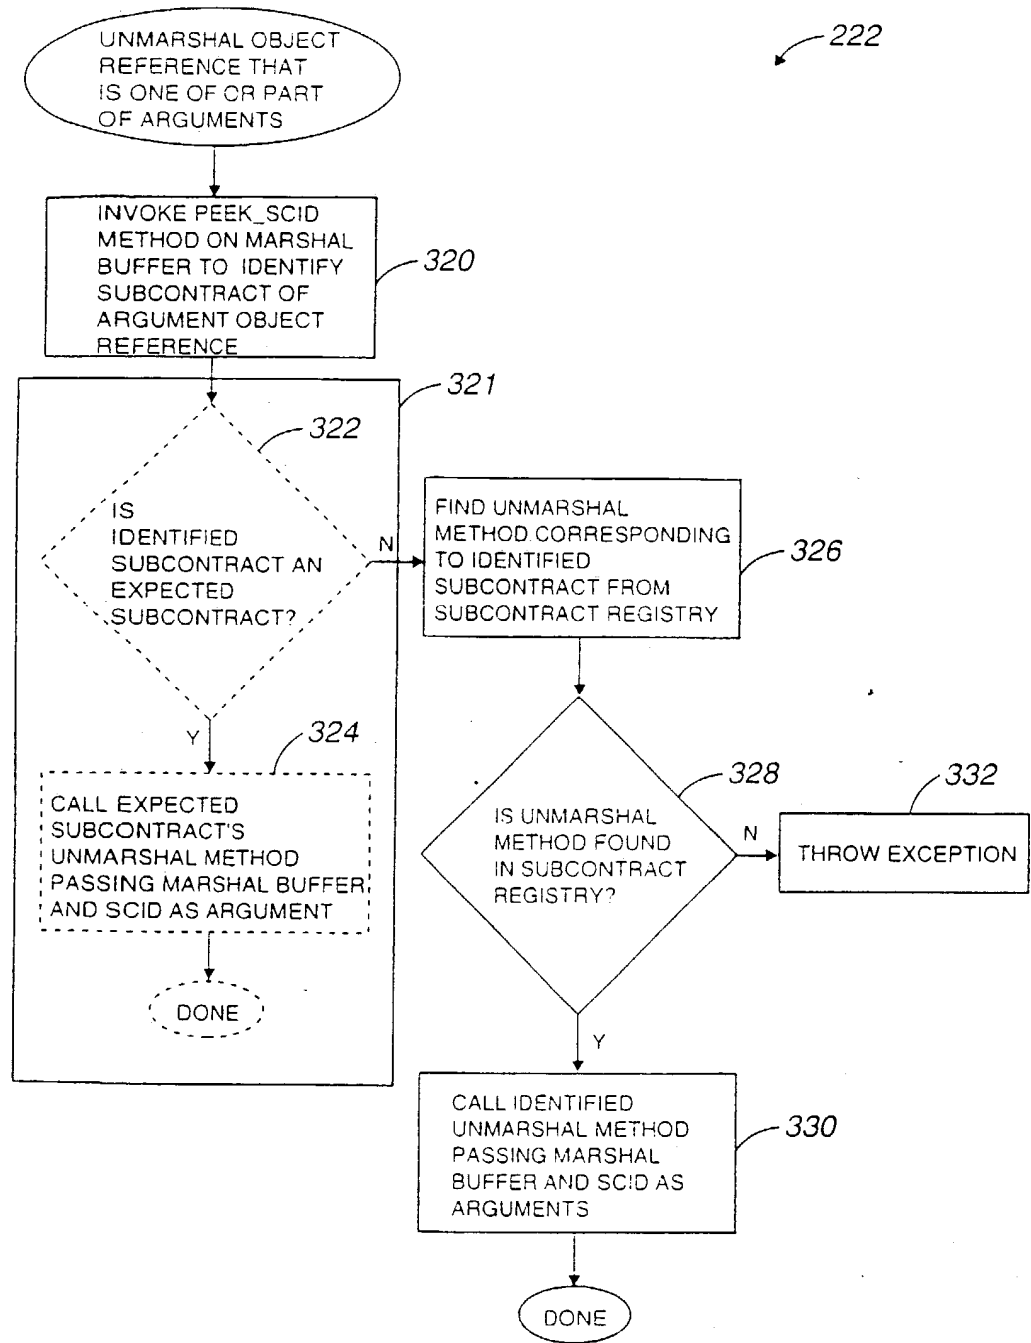 UNMARSHAL OBJECT
REFERENCE THAT
IS ONE OF OR PART
OF ARGUMENTS
222
INVOKE PEEK_SCID
METHOD ON MARSHAL
BUFFER TO IDENTIFY
SUBCONTRACT OF
ARGUMENT OBJECT
REFERENCE
320
321
322
IS
IDENTIFIED
SUBCONTRACT AN
EXPECTED
SUBCONTRACT?
N
FIND UNMARSHAL
METHOD CORRESPONDING
TO IDENTIFIED
SUBCONTRACT FROM
SUBCONTRACT REGISTRY
326
Y
324
CALL EXPECTED
SUBCONTRACT'S
UNMARSHAL METHOD
PASSING MARSHAL BUFFER
AND SCID AS ARGUMENT
DONE
328
IS UNMARSHAL
METHOD FOUND
IN SUBCONTRACT
REGISTRY?
N
332
THROW EXCEPTION
Y
CALL IDENTIFIED
UNMARSHAL METHOD
PASSING MARSHAL
BUFFER AND SCID AS
ARGUMENTS
330
DONE